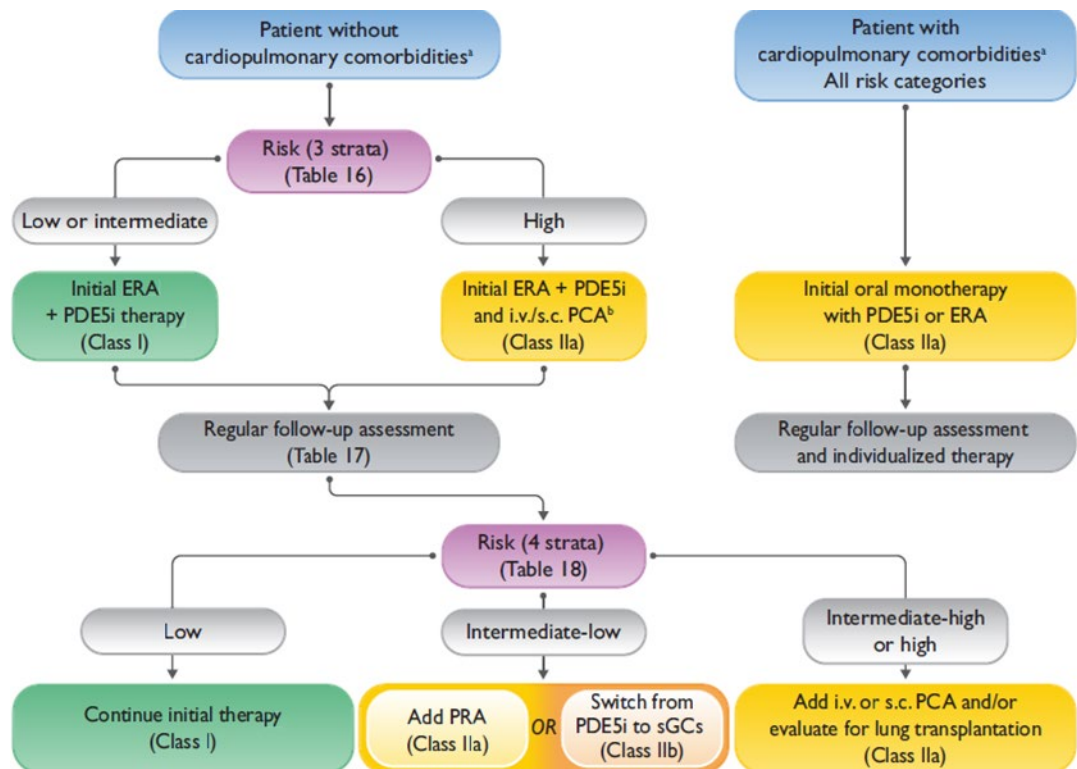 Patient without
cardiopulmonary comorbiditiesᵃ
Patient with
cardiopulmonary comorbiditiesᵃ
All risk categories
Risk (3 strata)
(Table 16)
Low or intermediate
High
Initial ERA
+ PDE5i therapy
(Class I)
Initial ERA + PDE5i
and i.v./s.c. PCAᵇ
(Class IIa)
Initial oral monotherapy
with PDE5i or ERA
(Class IIa)
Regular follow-up assessment
(Table 17)
Regular follow-up assessment
and individualized therapy
Risk (4 strata)
(Table 18)
Low
Intermediate-low
Intermediate-high
or high
Continue initial therapy
(Class I)
Add PRA
(Class IIa)
OR
Switch from
PDE5i to sGCs
(Class IIb)
Add i.v. or s.c. PCA and/or
evaluate for lung transplantation
(Class IIa)